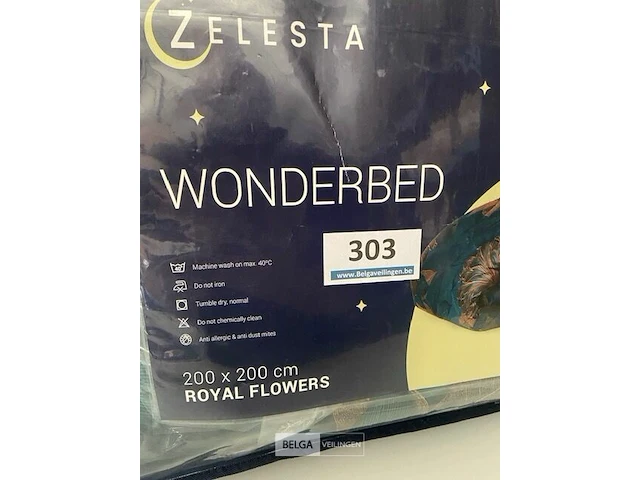 ZELESTA
WONDERBED
303
www.Belgaveilingen.be
40
Machine wash on max. 40ºC
Do not iron
Tumble dry, normal
Do not chemically clean
Anti allergic & anti dust mites
200 x 200 cm
ROYAL FLOWERS
BELGA VEILINGEN